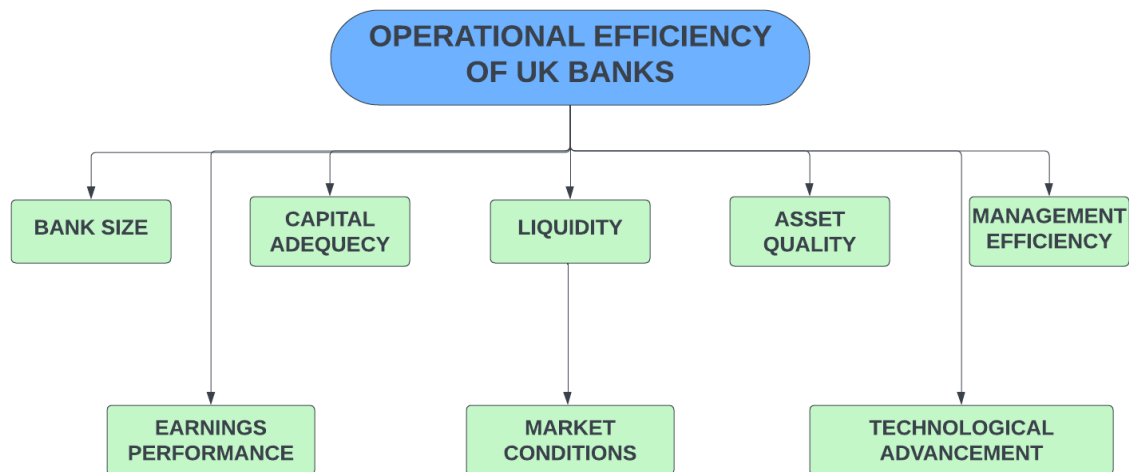 OPERATIONAL EFFICIENCY
OF UK BANKS
BANK SIZE
CAPITAL
ADEQUECY
LIQUIDITY
ASSET
QUALITY
MANAGEMENT
EFFICIENCY
EARNINGS
PERFORMANCE
MARKET
CONDITIONS
TECHNOLOGICAL
ADVANCEMENT